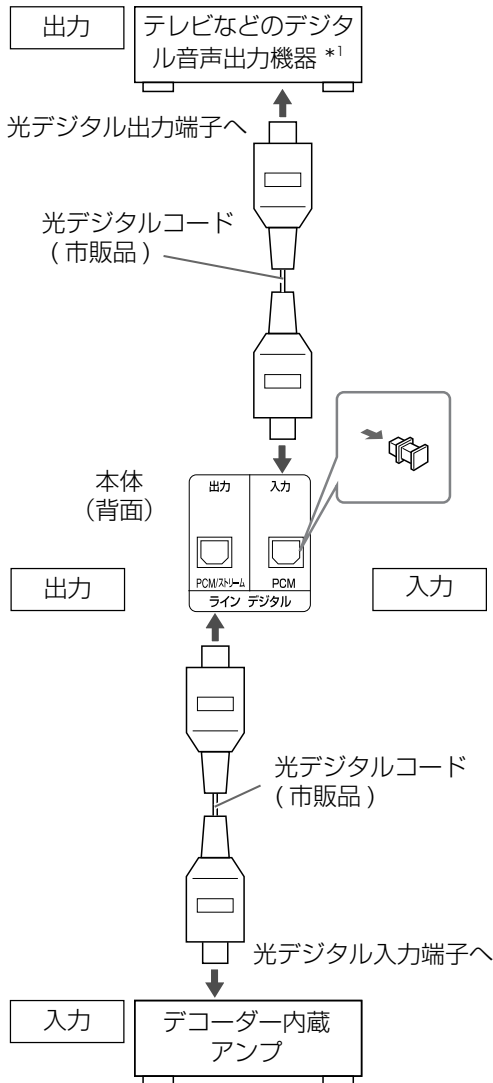 出力
テレビなどのデジタ
ル音声出力機器 *1
光デジタル出力端子へ
光デジタルコード
(市販品)
本体
(背面)
出力
入力
PCM/ストリーム
PCM
ライン デジタル
出力
入力
光デジタルコード
(市販品)
光デジタル入力端子へ
入力
デコーダー内蔵
アンプ